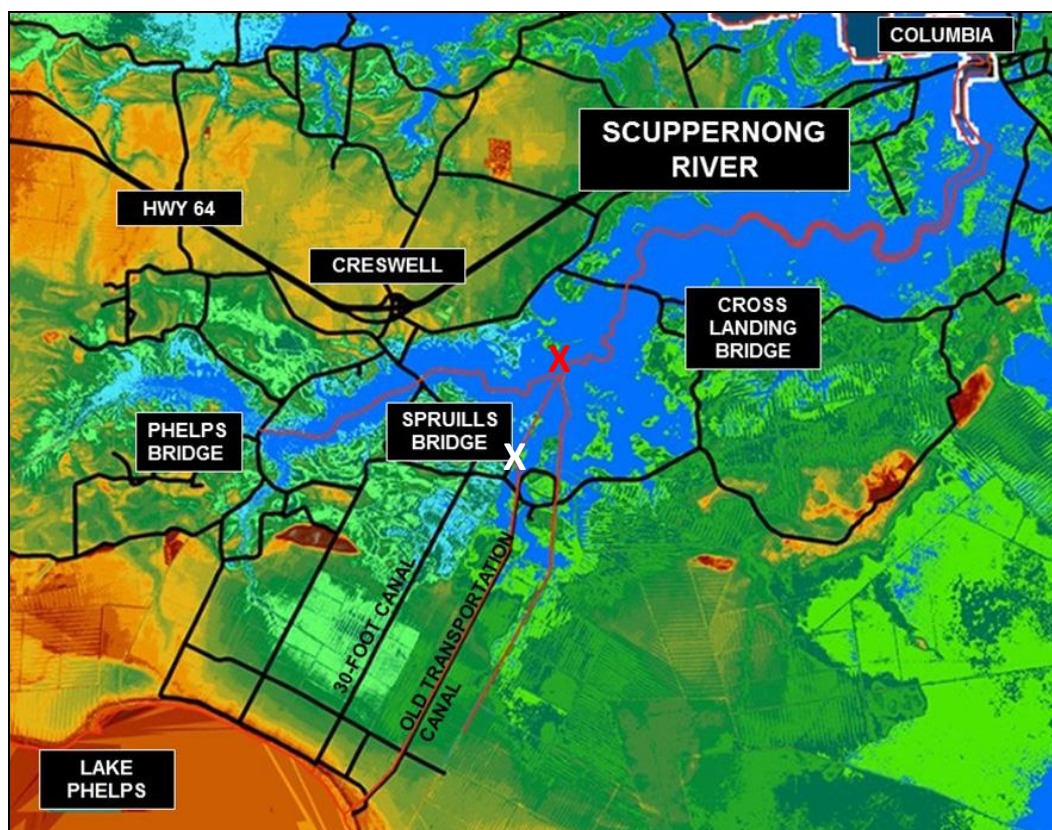 COLUMBIA
SCUPPERNONG
RIVER
HWY 64
CRESWELL
CROSS
LANDING
BRIDGE
X
PHELPS
BRIDGE
SPRUILLS
BRIDGE
X
30-FOOT CANAL
OLD TRANSPORTATION
CANAL
LAKE
PHELPS